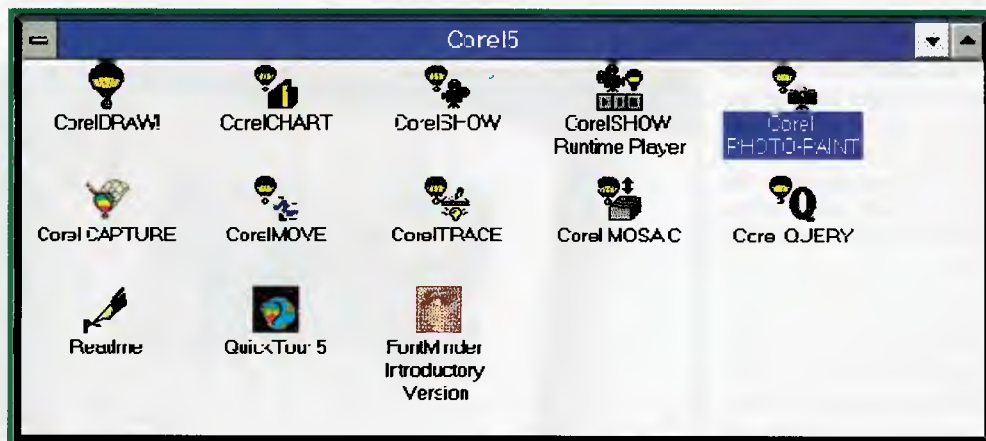 Corel5
CorelDRAW!
CorelCHART
CorelSHOW
CorelSHOW
Runtime Player
Corel
PHOTO-PAINT
Corel CAPTURE
CorelMOVE
CorelTRACE
Corel MOSAIC
Corel QUERY
Readme
QuickTour 5
FontMinder
Introductory
Version